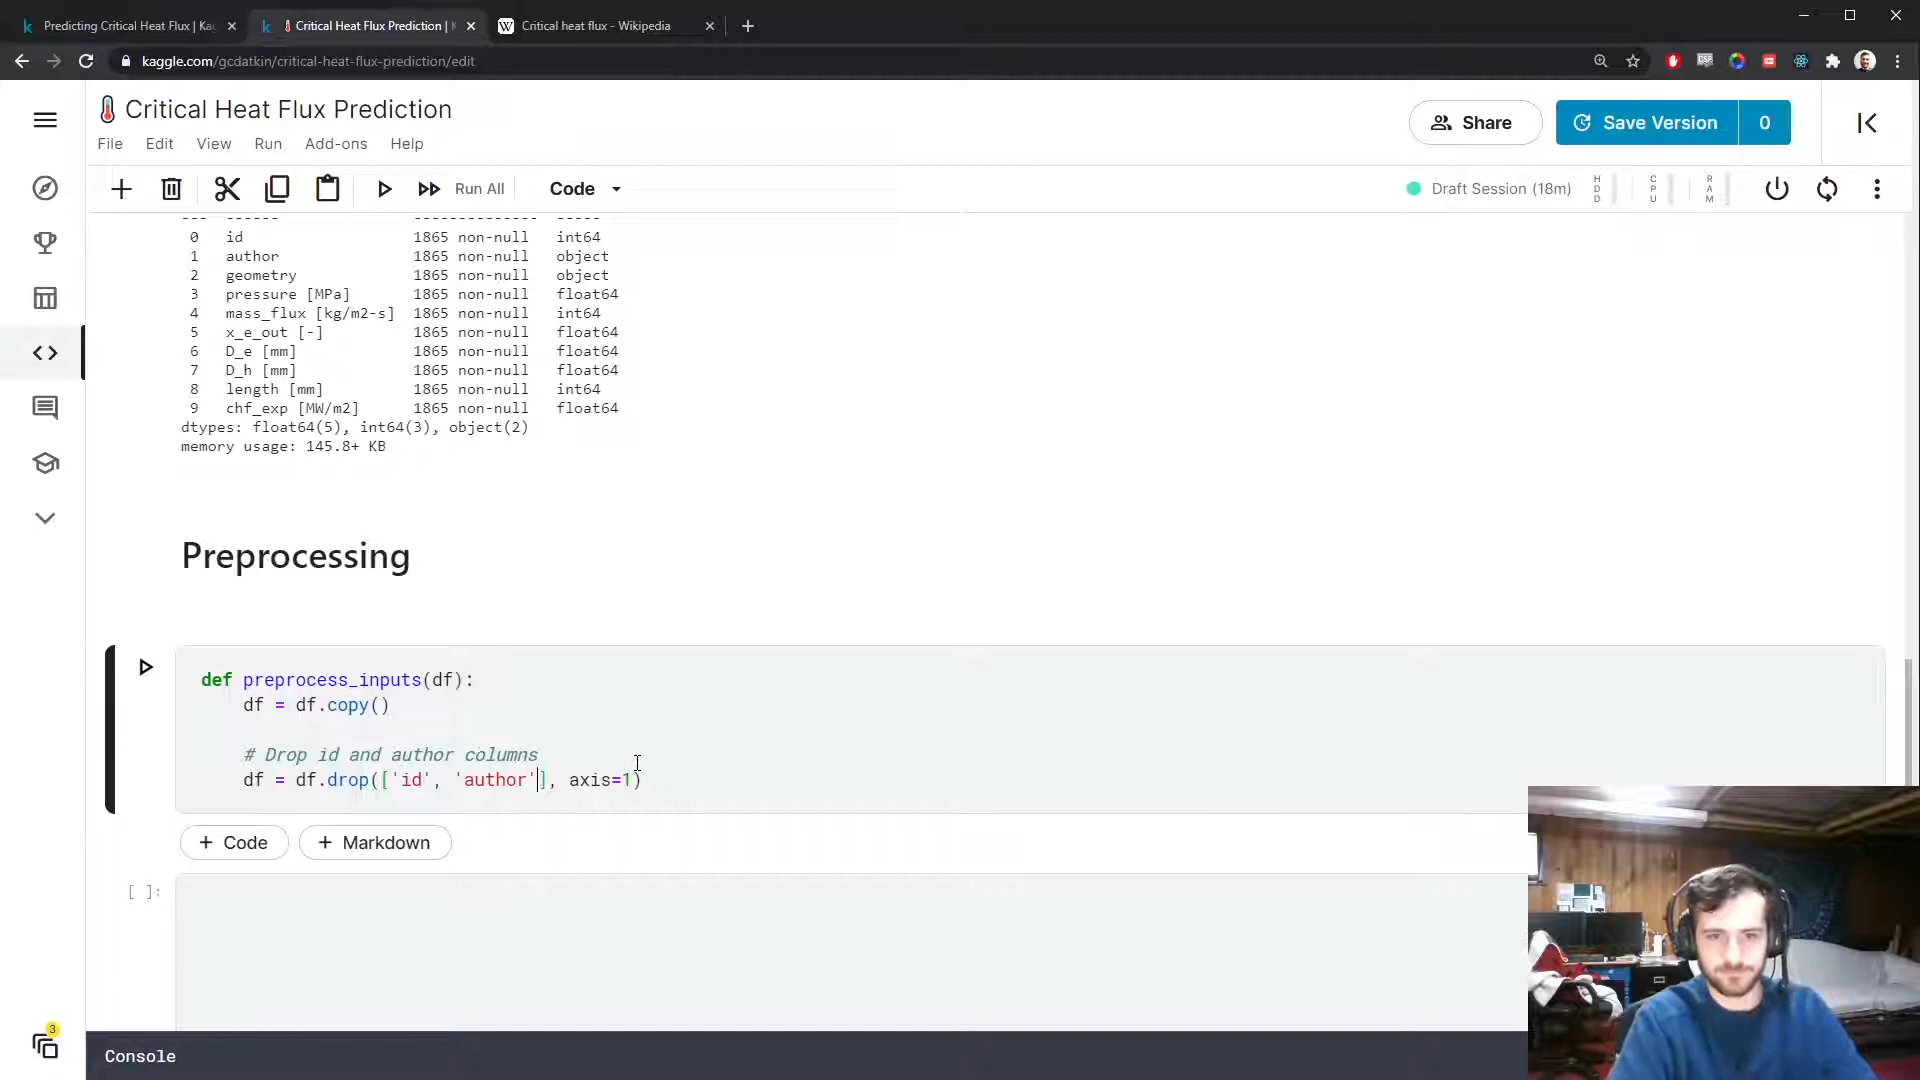 Predicting Critical Heat Flux | Kag
Critical Heat Flux Prediction |
Critical heat flux - Wikipedia
kaggle.com/gcdatkin/critical-heat-flux-prediction/edit
Critical Heat Flux Prediction
Share
Save Version 0
File Edit View Run Add-ons Help
Run All
Code
Draft Session (18m)
HDD
CPU
RAM
0 id 1865 non-null int64
1 author 1865 non-null object
2 geometry 1865 non-null object
3 pressure [MPa] 1865 non-null float64
4 mass_flux [kg/m2-s] 1865 non-null int64
5 x_e_out [-] 1865 non-null float64
6 D_e [mm] 1865 non-null float64
7 D_h [mm] 1865 non-null float64
8 length [mm] 1865 non-null int64
9 chf_exp [MW/m2] 1865 non-null float64
dtypes: float64(5), int64(3), object(2)
memory usage: 145.8+ KB
Preprocessing
def preprocess_inputs(df):
df = df.copy()
# Drop id and author columns
df = df.drop(['id', 'author'], axis=1)
+ Code + Markdown
[ ]:
3
Console